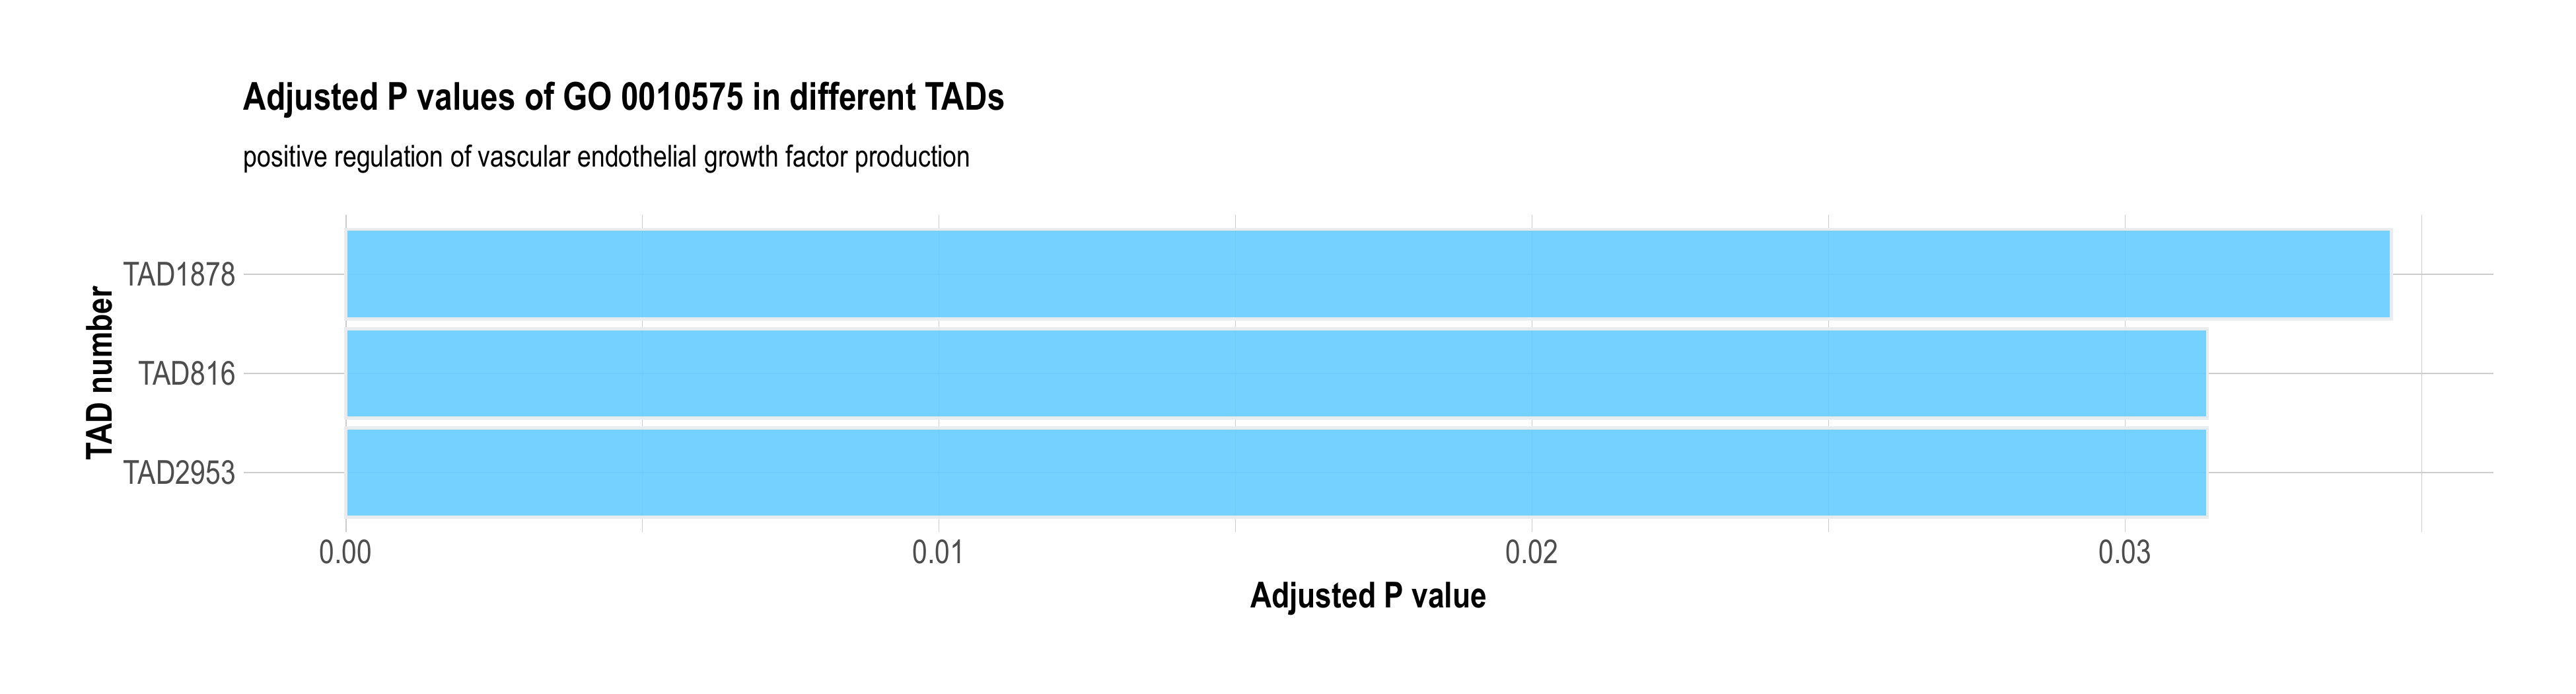 Adjusted P values of GO 0010575 in different TADs
positive regulation of vascular endothelial growth factor production
TAD number
TAD1878
TAD816
TAD2953
0.00
0.01
0.02
0.03
Adjusted P value